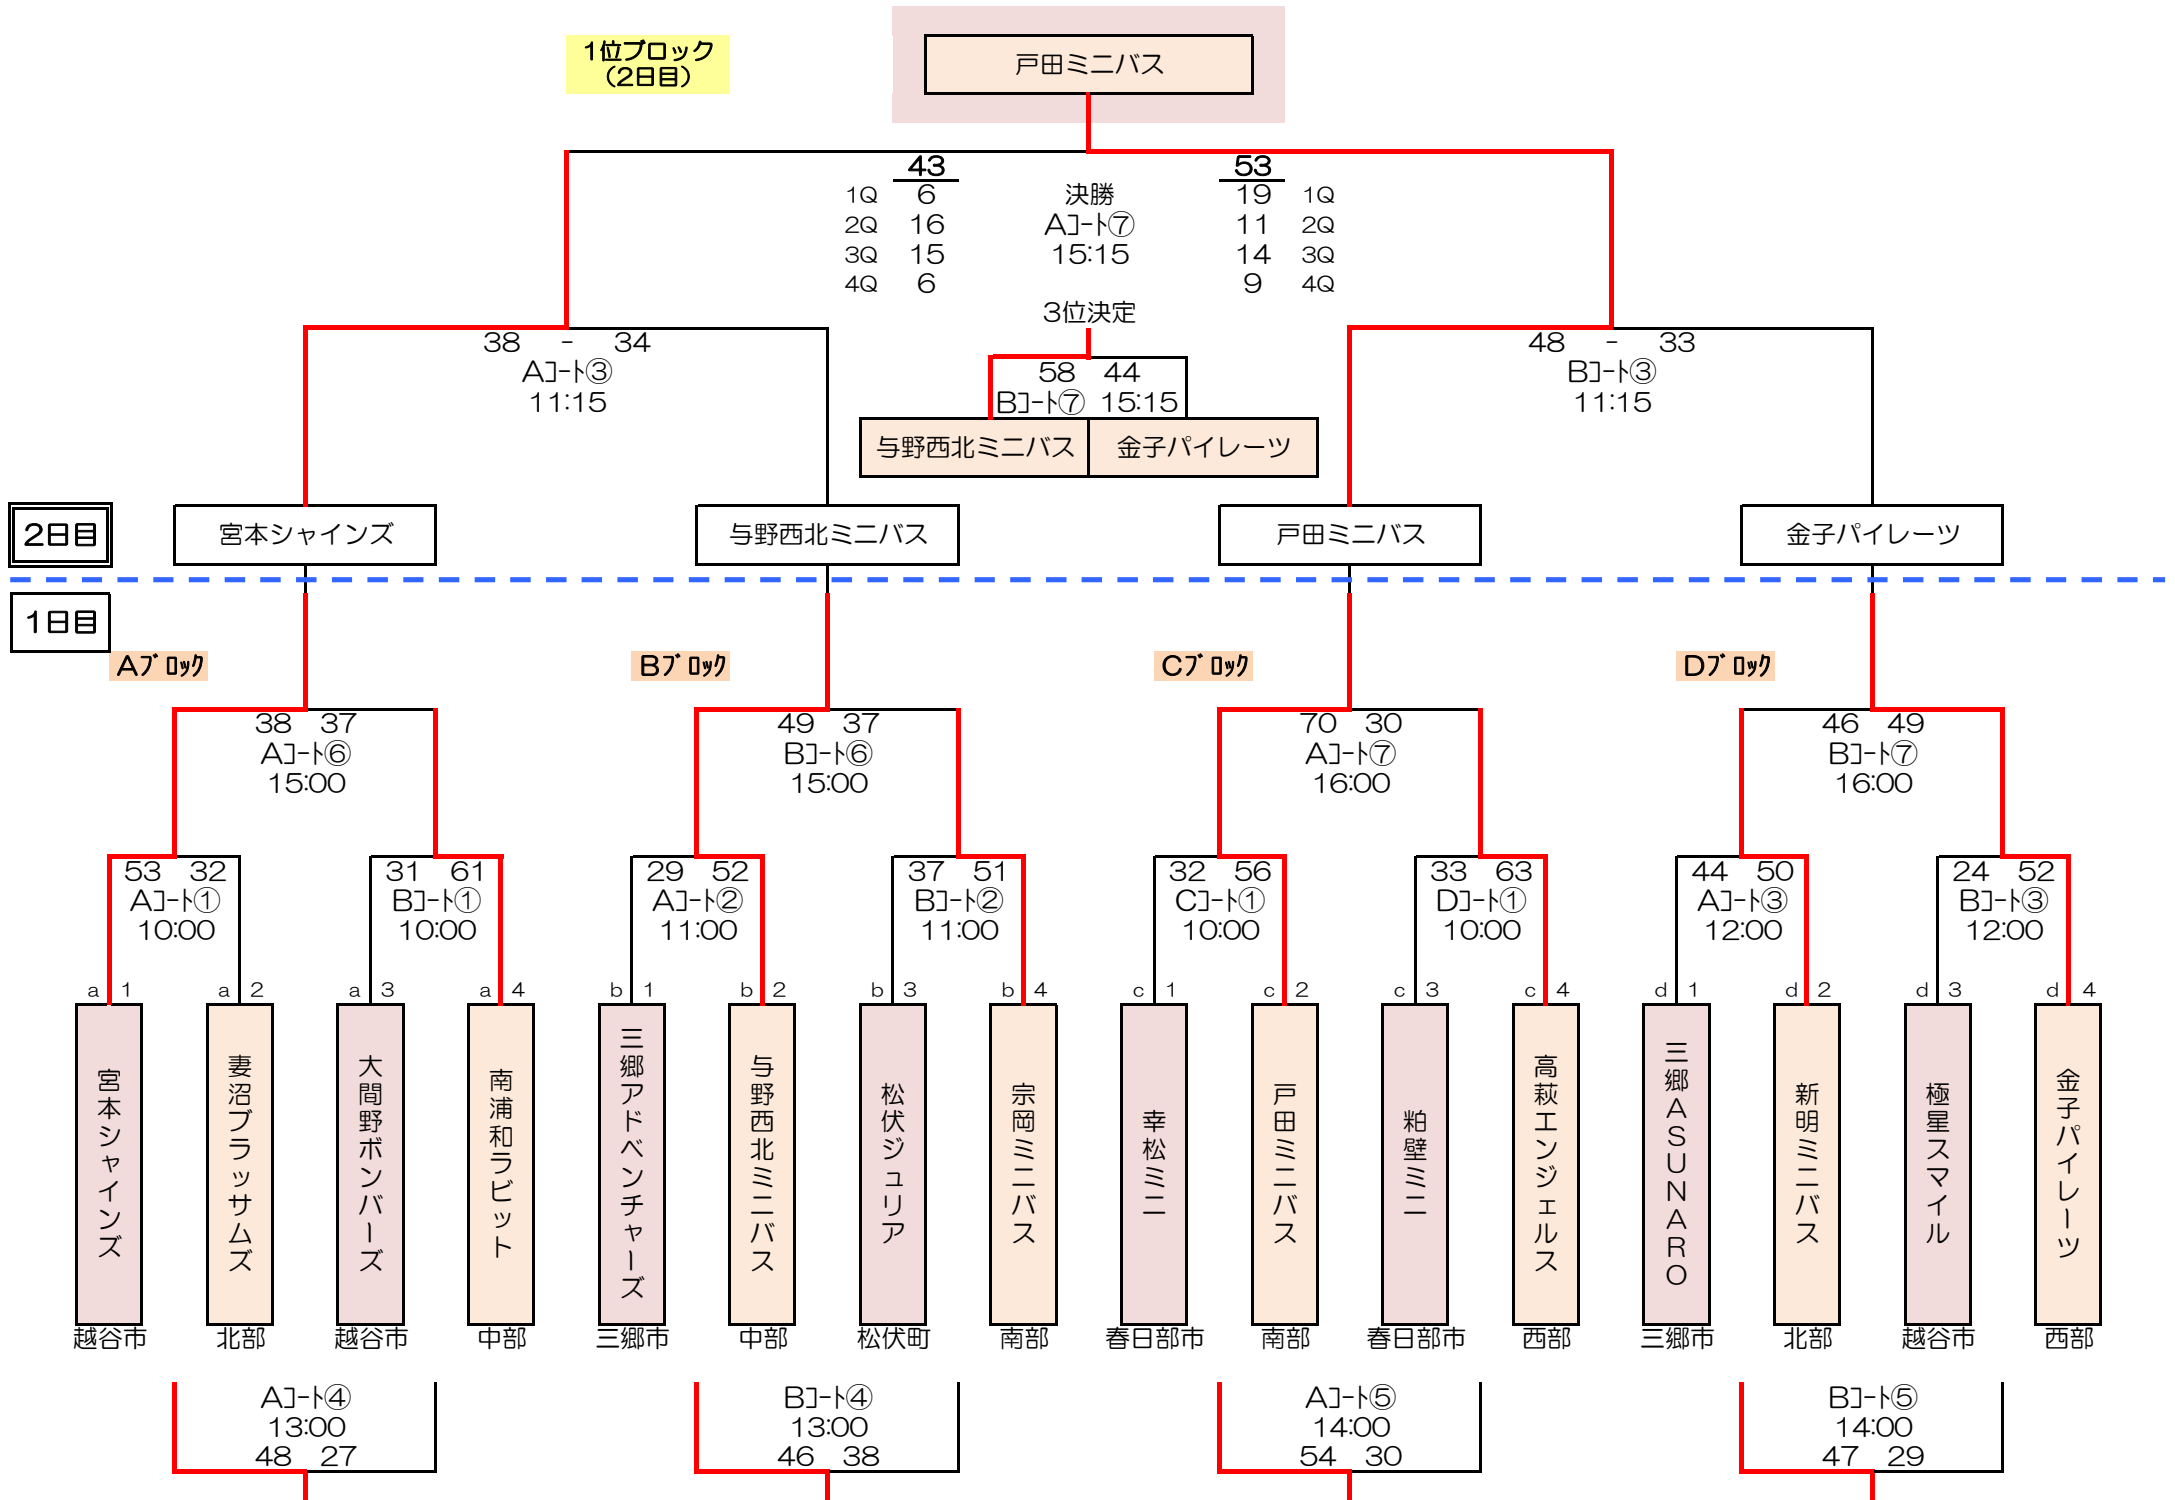 1位ブロック
(2日目)
戸田ミニバス
43 53
1Q 6 決勝 19 1Q
2Q 16 Aｺｰﾄ⑦ 11 2Q
3Q 15 15:15 14 3Q
4Q 6 9 4Q
3位決定
38 - 34 48 - 33
Aｺｰﾄ③ 58 44 Bｺｰﾄ③
11:15 Bｺｰﾄ⑦ 15:15 11:15
与野西北ミニバス 金子パイレーツ
2日目 宮本シャインズ 与野西北ミニバス 戸田ミニバス 金子パイレーツ
1日目
Aﾌﾞﾛｯｸ Bﾌﾞﾛｯｸ Cﾌﾞﾛｯｸ Dﾌﾞﾛｯｸ
38 37 49 37 70 30 46 49
Aｺｰﾄ⑥ Bｺｰﾄ⑥ Aｺｰﾄ⑦ Bｺｰﾄ⑦
15:00 15:00 16:00 16:00
53 32 31 61 29 52 37 51 32 56 33 63 44 50 24 52
Aｺｰﾄ① Bｺｰﾄ① Aｺｰﾄ② Bｺｰﾄ② Cｺｰﾄ① Dｺｰﾄ① Aｺｰﾄ③ Bｺｰﾄ③
10:00 10:00 11:00 11:00 10:00 10:00 12:00 12:00
a 1 a 2 a 3 a 4 b 1 b 2 b 3 b 4 c 1 c 2 c 3 c 4 d 1 d 2 d 3 d 4
宮本シャインズ
妻沼ブラッサムズ
大間野ボンバーズ
南浦和ラビット
三郷アドベンチャーズ
与野西北ミニバス
松伏ジュリア
宗岡ミニバス
幸松ミニ
戸田ミニバス
粕壁ミニ
高萩エンジェルス
三郷ASUNARO
新明ミニバス
極星スマイル
金子パイレーツ
越谷市 北部 越谷市 中部 三郷市 中部 松伏町 南部 春日部市 南部 春日部市 西部 三郷市 北部 越谷市 西部
Aｺｰﾄ④ Bｺｰﾄ④ Aｺｰﾄ⑤ Bｺｰﾄ⑤
13:00 13:00 14:00 14:00
48 27 46 38 54 30 47 29